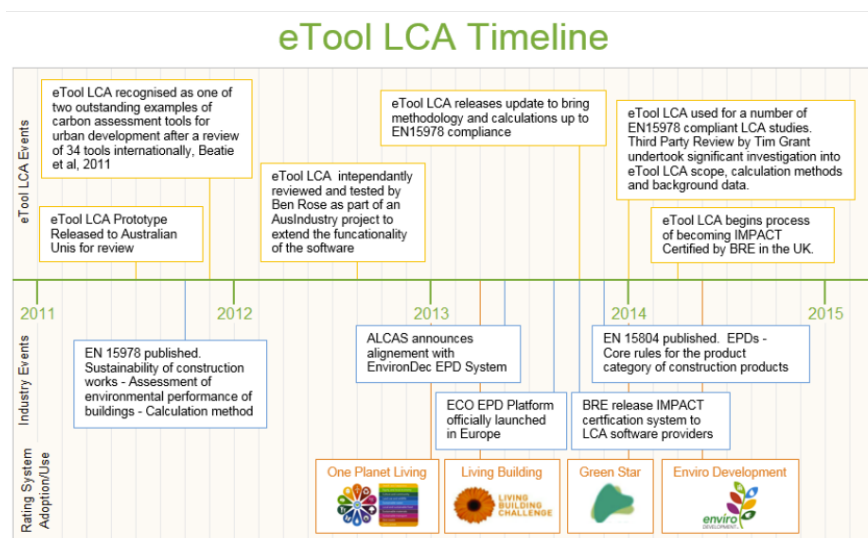 eTool LCA Timeline
eTool LCA Events
eTool LCA recognised as one of
two outstanding examples of
carbon assessment tools for
urban development after a review
of 34 tools internationally, Beatie
et al, 2011
eTool LCA Prototype
Released to Australian
Unis for review
eTool LCA intependantly
reviewed and tested by
Ben Rose as part of an
AusIndustry project to
extend the funcationality
of the software
eTool LCA releases update to bring
methodology and calculations up to
EN15978 compliance
eTool LCA used for a number of
EN15978 compliant LCA studies.
Third Party Review by Tim Grant
undertook significant investigation into
eTool LCA scope, calculation methods
and background data.
eTool LCA begins process
of becoming IMPACT
Certified by BRE in the UK.
2011
2012
2013
2014
2015
Industry Events
EN 15978 published.
Sustainability of construction
works - Assessment of
environmental performance of
buildings - Calculation method
ALCAS announces
alignement with
EnvironDec EPD System
ECO EPD Platform
officially launched
in Europe
EN 15804 published. EPDs -
Core rules for the product
category of construction products
BRE release IMPACT
certfication system to
LCA software providers
Rating System
Adoption/Use
One Planet Living
Living Building
LIVING
BUILDING
CHALLENGE
Green Star
Enviro Development
enviro
DEVELOPMENT